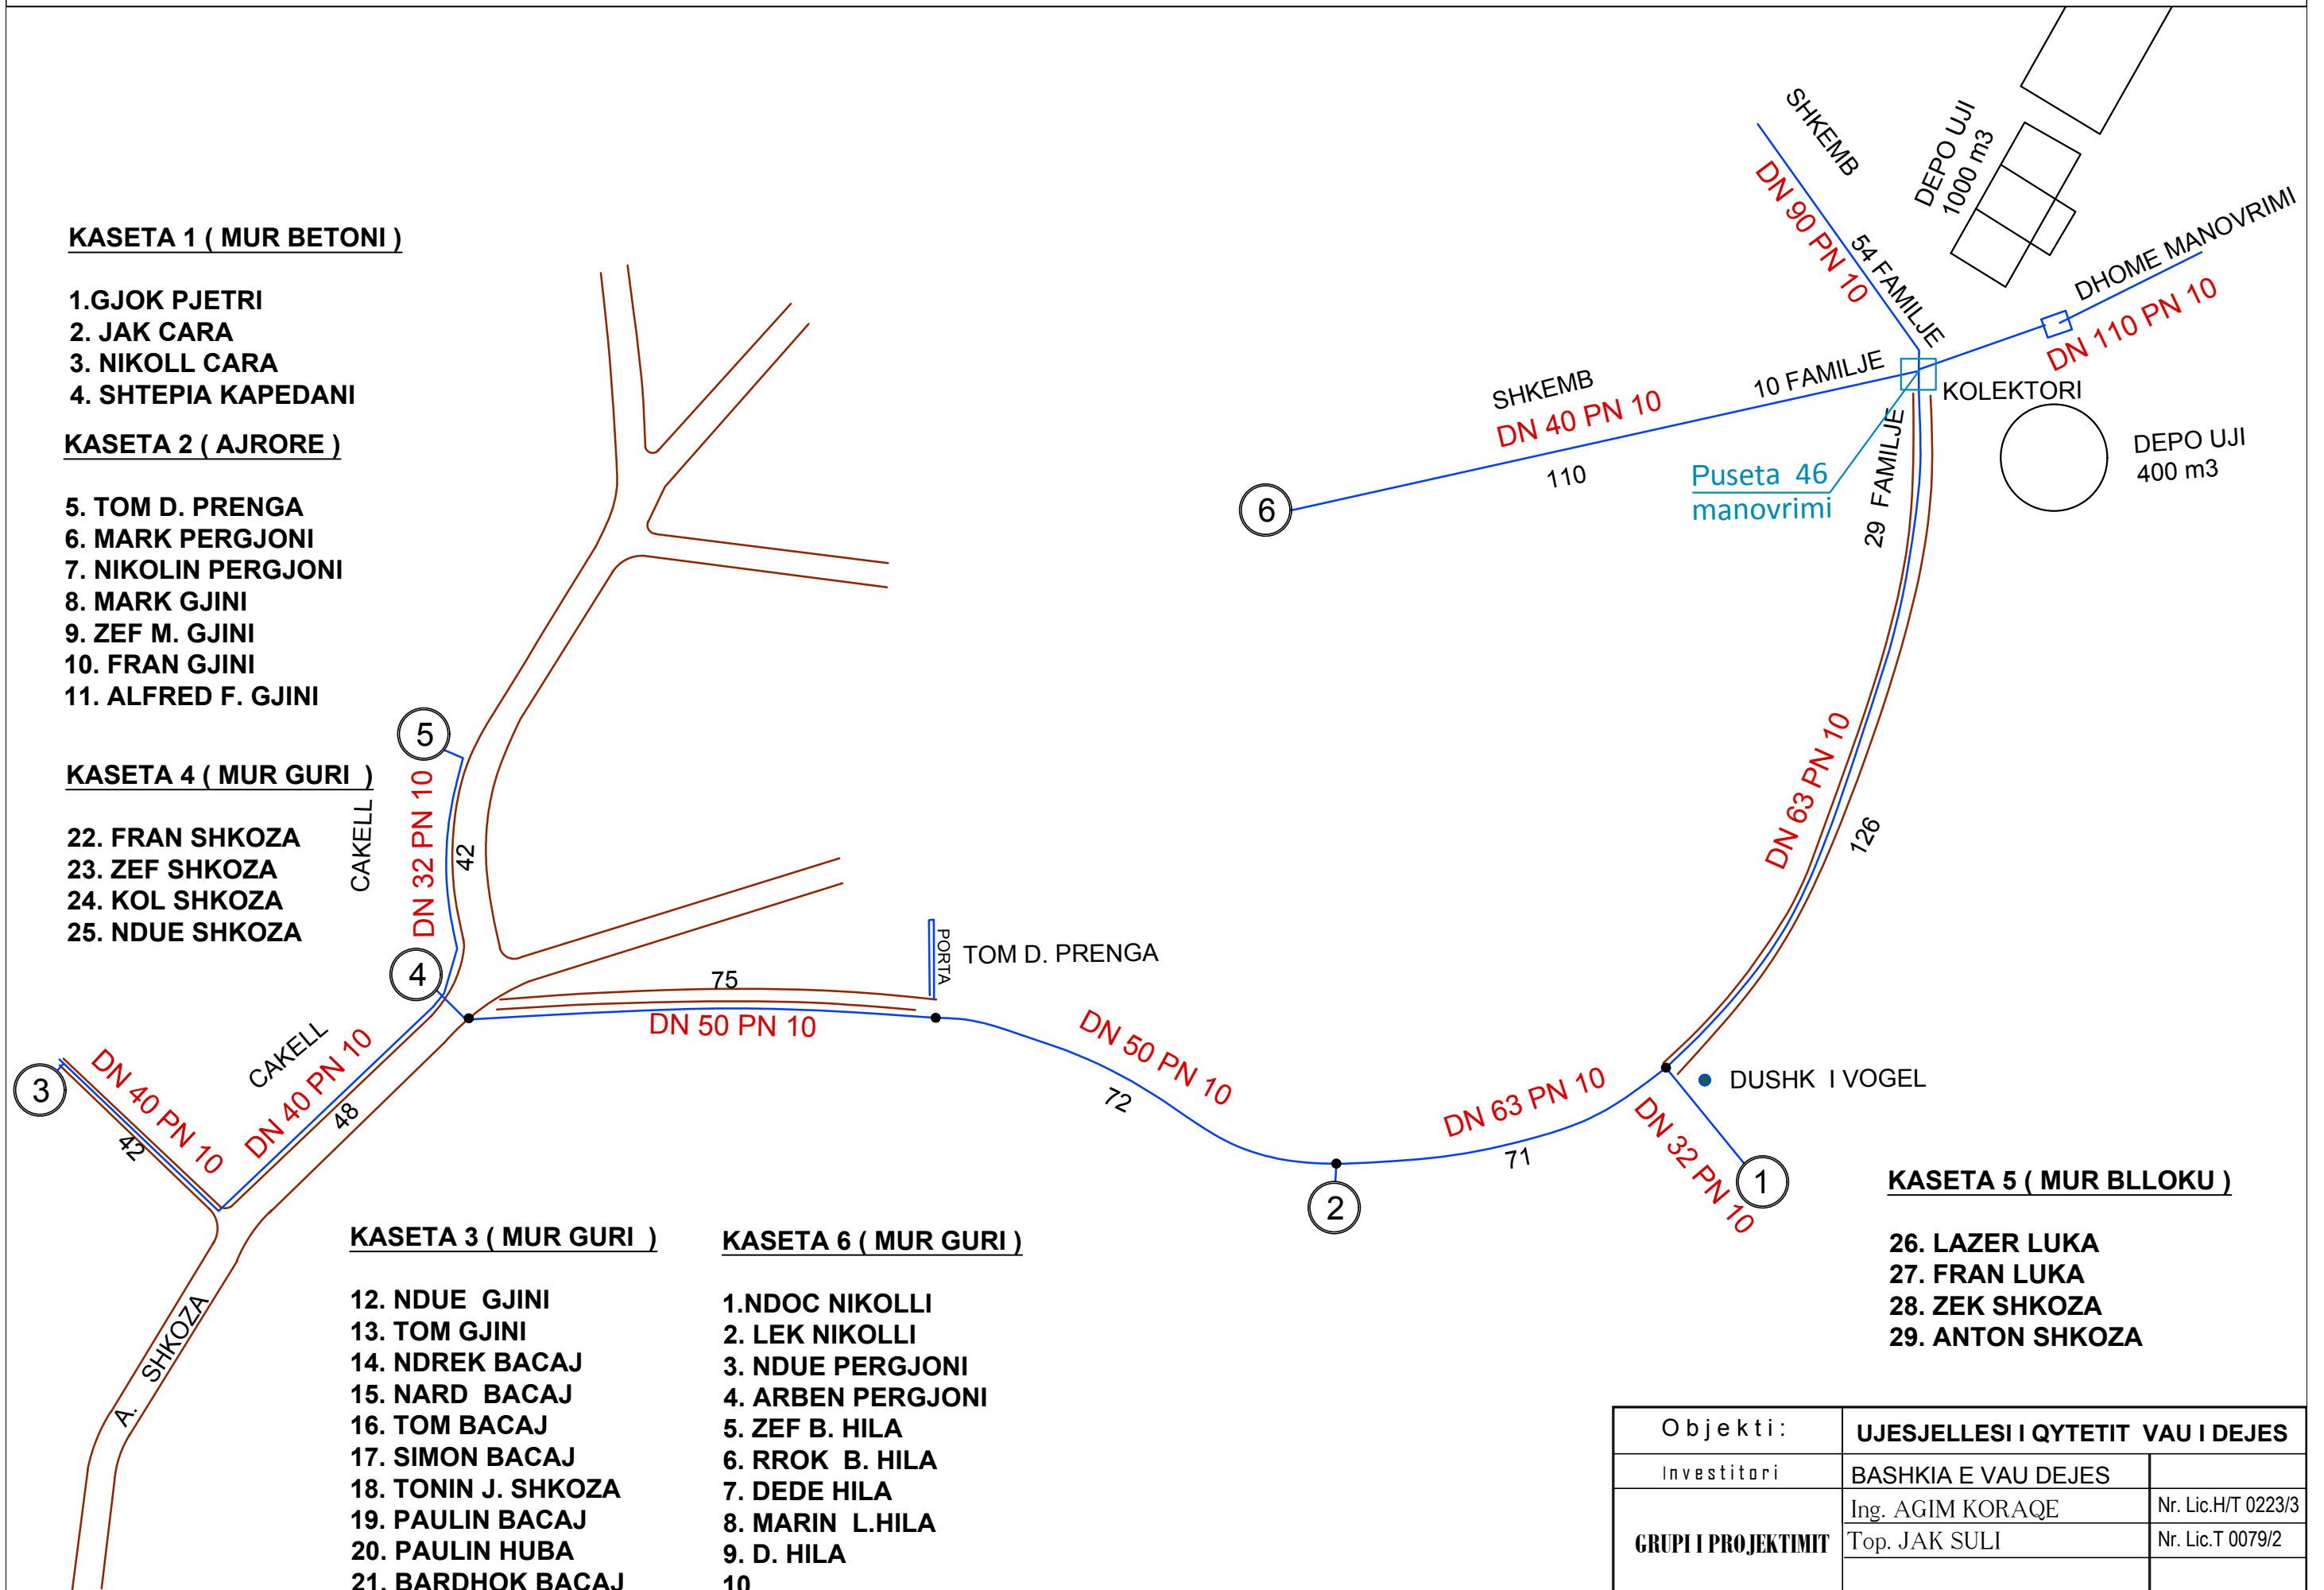 KASETA 1 ( MUR BETONI )
1.GJOK PJETRI
2. JAK CARA
3. NIKOLL CARA
4. SHTEPIA KAPEDANI
KASETA 2 ( AJRORE )
5. TOM D. PRENGA
6. MARK PERGJONI
7. NIKOLIN PERGJONI
8. MARK GJINI
9. ZEF M. GJINI
10. FRAN GJINI
11. ALFRED F. GJINI
KASETA 4 ( MUR GURI )
22. FRAN SHKOZA
23. ZEF SHKOZA
24. KOL SHKOZA
25. NDUE SHKOZA
SHKEMB
DN 90 PN 10
54 FAMILJE
DEPO UJI
1000 m3
DHOME MANOVRIMI
DN 110 PN 10
KOLEKTORI
DEPO UJI
400 m3
SHKEMB
DN 40 PN 10
10 FAMILJE
110
6
Puseta 46
manovrimi
29 FAMILJE
DN 63 PN 10
126
5
CAKELL
DN 32 PN 10
42
4
75
DN 50 PN 10
PORTA
TOM D. PRENGA
DN 50 PN 10
72
DN 63 PN 10
71
DUSHK I VOGEL
DN 32 PN 10
1
2
3
DN 40 PN 10
42
CAKELL
DN 40 PN 10
48
A. SHKOZA
KASETA 3 ( MUR GURI )
12. NDUE GJINI
13. TOM GJINI
14. NDREK BACAJ
15. NARD BACAJ
16. TOM BACAJ
17. SIMON BACAJ
18. TONIN J. SHKOZA
19. PAULIN BACAJ
20. PAULIN HUBA
21. BARDHOK BACAJ
KASETA 6 ( MUR GURI )
1.NDOC NIKOLLI
2. LEK NIKOLLI
3. NDUE PERGJONI
4. ARBEN PERGJONI
5. ZEF B. HILA
6. RROK B. HILA
7. DEDE HILA
8. MARIN L.HILA
9. D. HILA
10
KASETA 5 ( MUR BLLOKU )
26. LAZER LUKA
27. FRAN LUKA
28. ZEK SHKOZA
29. ANTON SHKOZA
Objekti: UJESJELLESI I QYTETIT VAU I DEJES
Investitori BASHKIA E VAU DEJES
GRUPI I PROJEKTIMIT
Ing. AGIM KORAQE Nr. Lic.H/T 0223/3
Top. JAK SULI Nr. Lic.T 0079/2